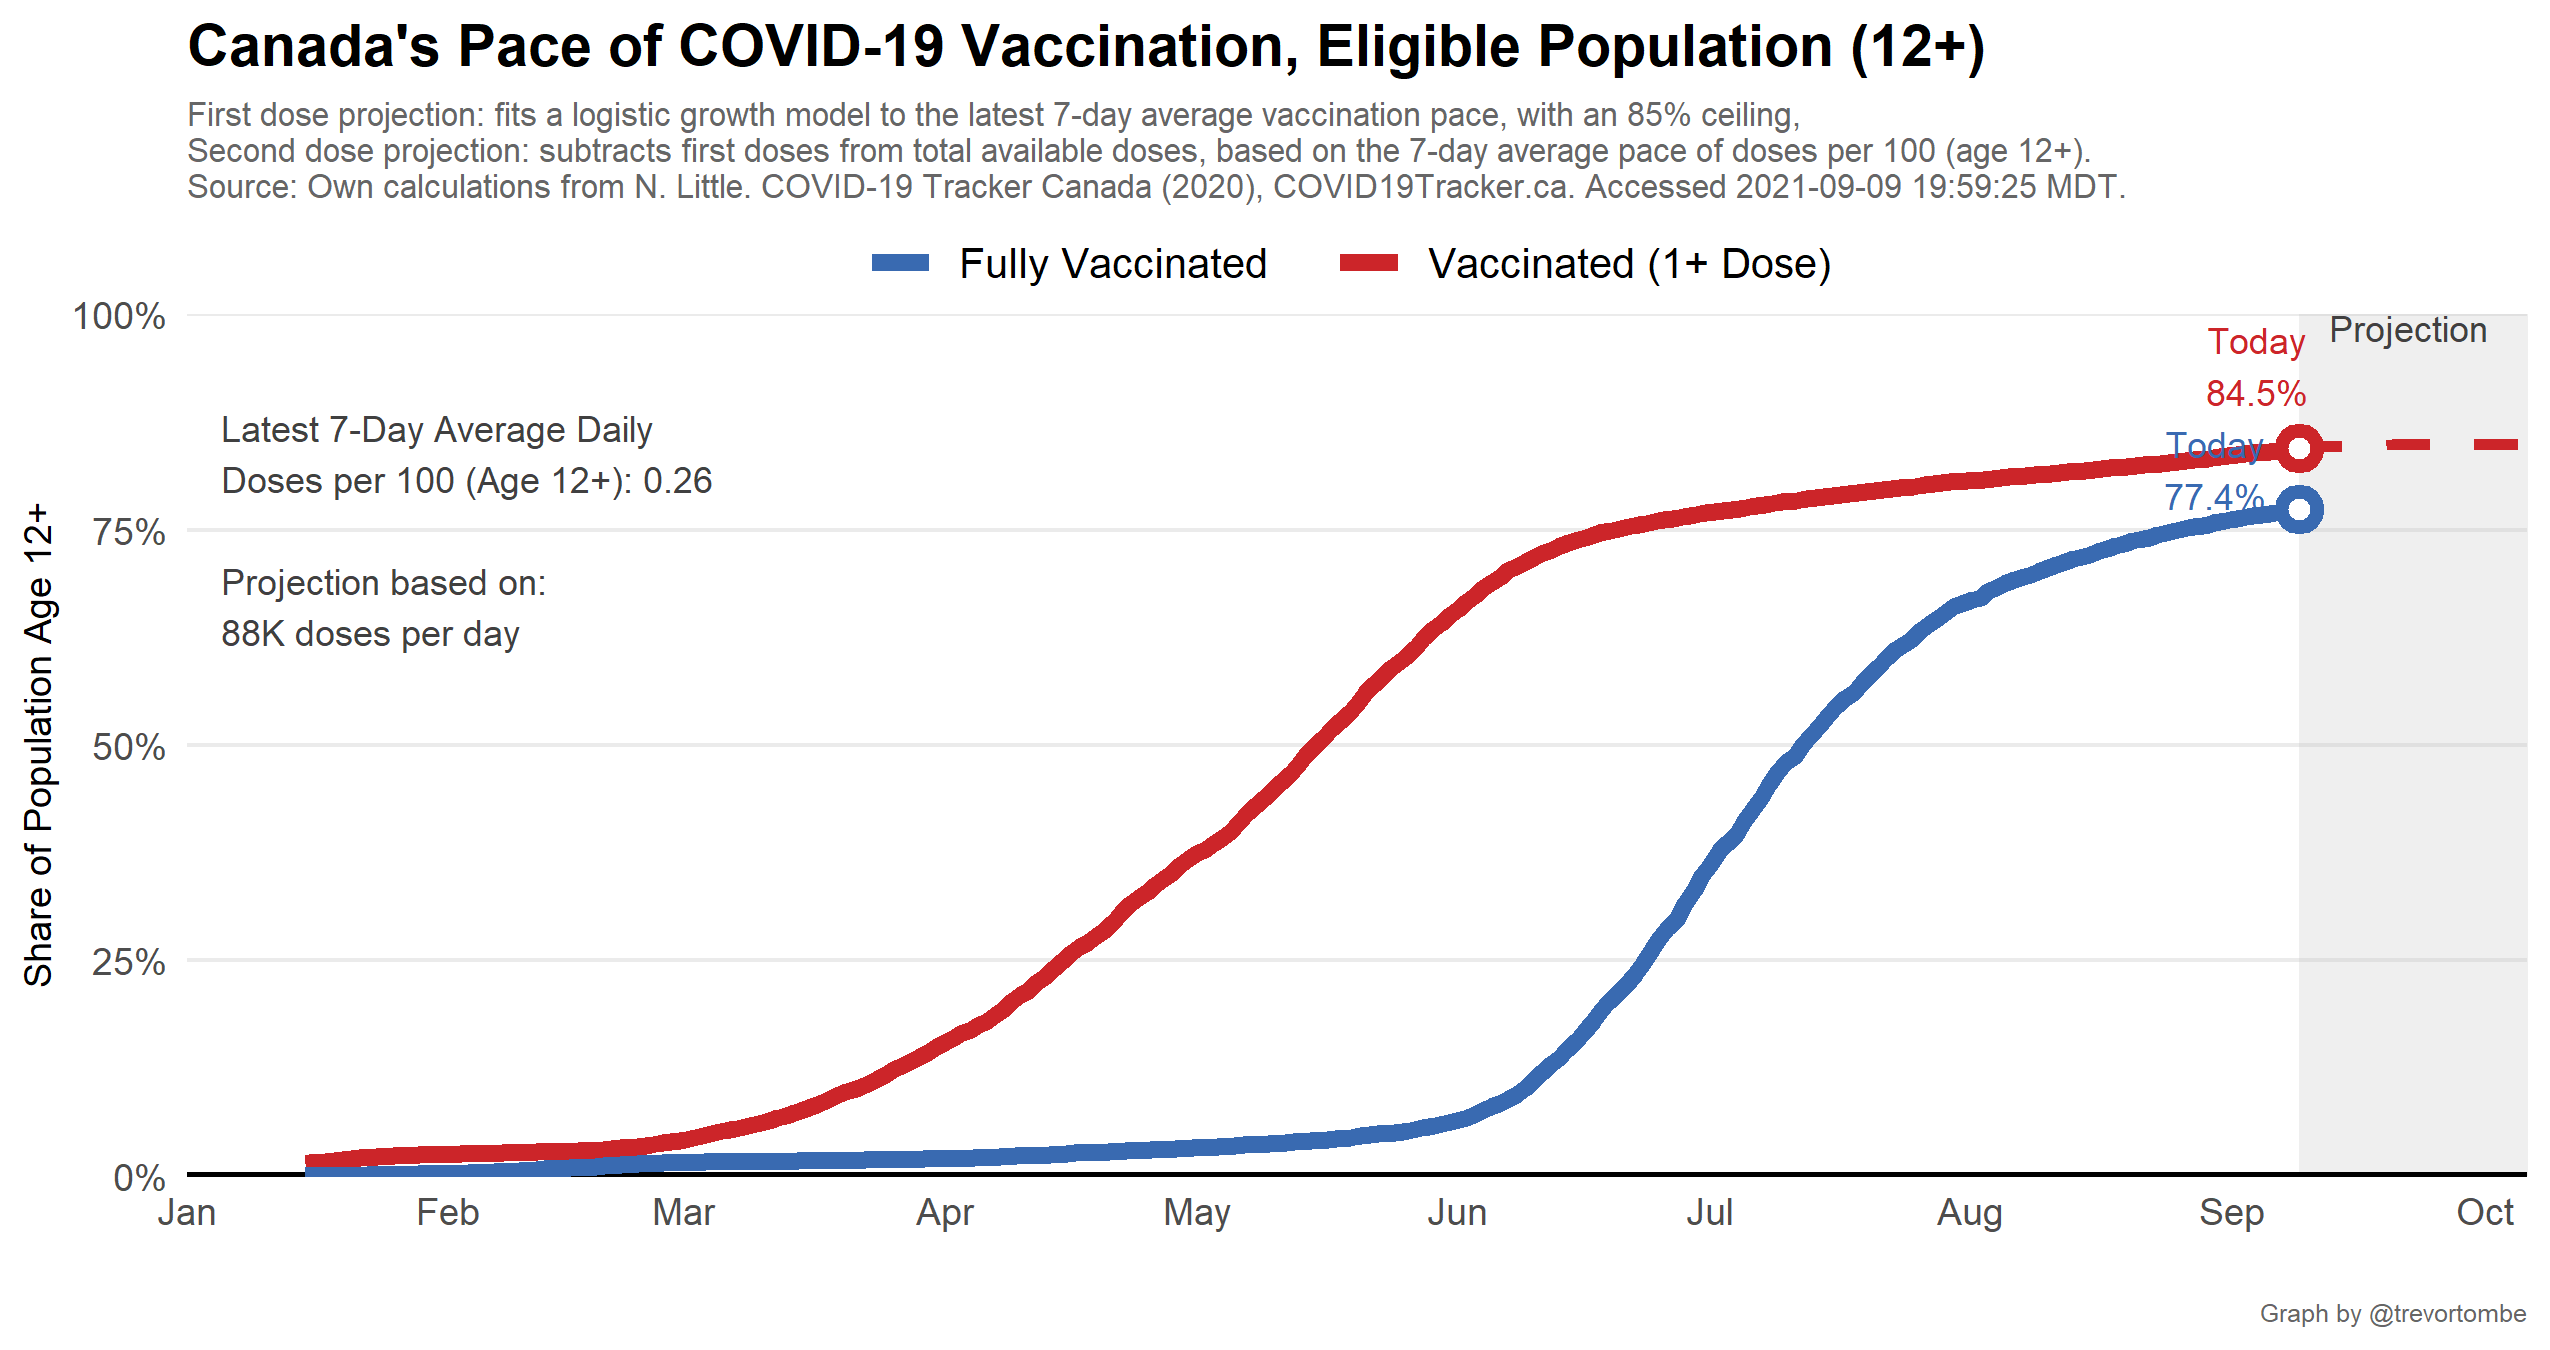 Canada's Pace of COVID-19 Vaccination, Eligible Population (12+)
First dose projection: fits a logistic growth model to the latest 7-day average vaccination pace, with an 85% ceiling,
Second dose projection: subtracts first doses from total available doses, based on the 7-day average pace of doses per 100 (age 12+).
Source: Own calculations from N. Little. COVID-19 Tracker Canada (2020), COVID19Tracker.ca. Accessed 2021-09-09 19:59:25 MDT.
Fully Vaccinated
Vaccinated (1+ Dose)
100%
75%
50%
25%
0%
Share of Population Age 12+
Latest 7-Day Average Daily
Doses per 100 (Age 12+): 0.26
Projection based on:
88K doses per day
Today
84.5%
Today
77.4%
Projection
Jan
Feb
Mar
Apr
May
Jun
Jul
Aug
Sep
Oct
Graph by @trevortombe